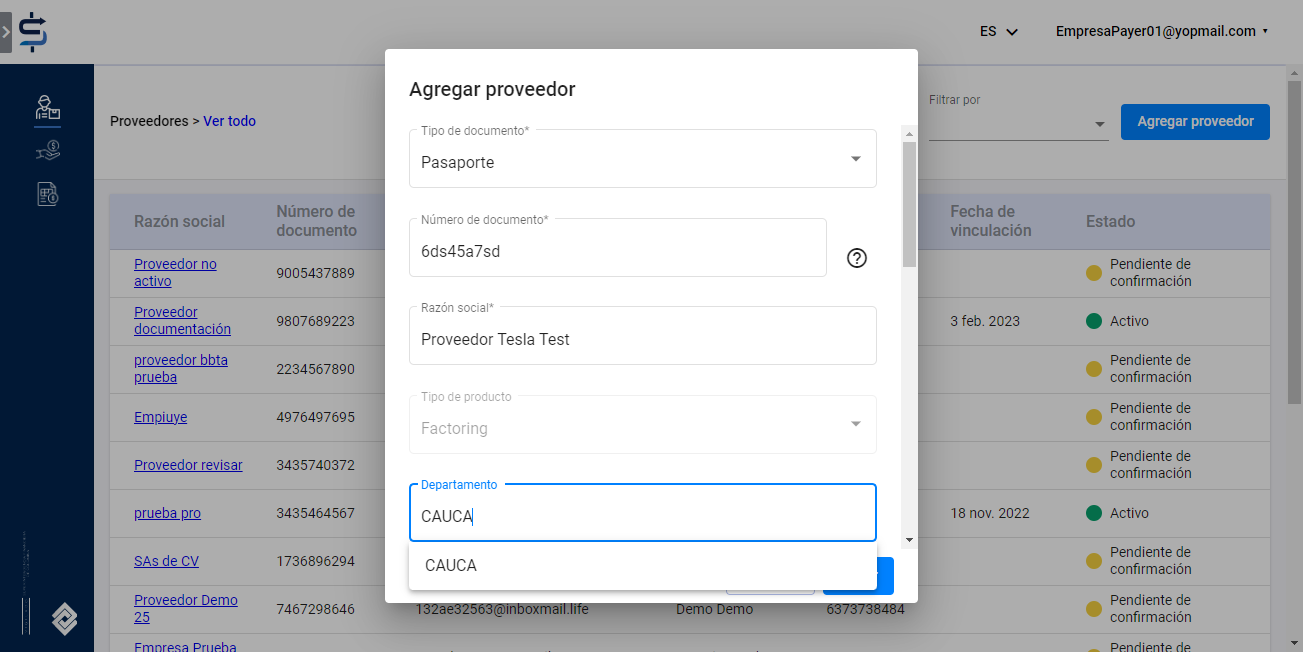 ES
EmpresaPayer01@yopmail.com
Proveedores > Ver todo
Filtrar por
Agregar proveedor
Razón social
Número de
documento
Fecha de
vinculación
Estado
Proveedor no
activo
9005437889
Pendiente de
confirmación
Proveedor
documentación
9807689223
3 feb. 2023
Activo
proveedor bbta
prueba
2234567890
Pendiente de
confirmación
Empiuye
4976497695
Pendiente de
confirmación
Proveedor revisar
3435740372
Pendiente de
confirmación
prueba pro
3435464567
18 nov. 2022
Activo
SAs de CV
1736896294
Pendiente de
confirmación
Proveedor Demo
25
7467298646
132ae32563@inboxmail.life
Demo Demo
6373738484
Pendiente de
confirmación
Empresa Prueba
Pendiente de
Agregar proveedor
Tipo de documento*
Pasaporte
Número de documento*
6ds45a7sd
Razón social*
Proveedor Tesla Test
Tipo de producto
Factoring
Departamento
CAUCA
CAUCA